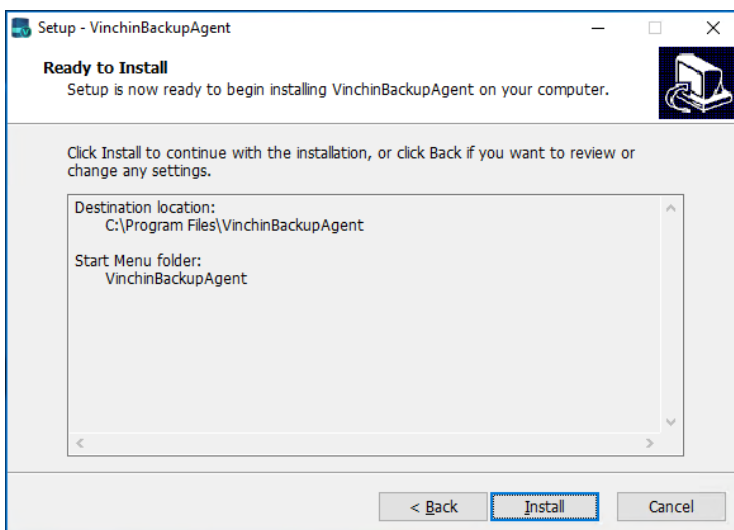 Setup - VinchinBackupAgent
Ready to Install
Setup is now ready to begin installing VinchinBackupAgent on your computer.
Click Install to continue with the installation, or click Back if you want to review or
change any settings.
Destination location:
C:\Program Files\VinchinBackupAgent
Start Menu folder:
VinchinBackupAgent
< Back
Install
Cancel